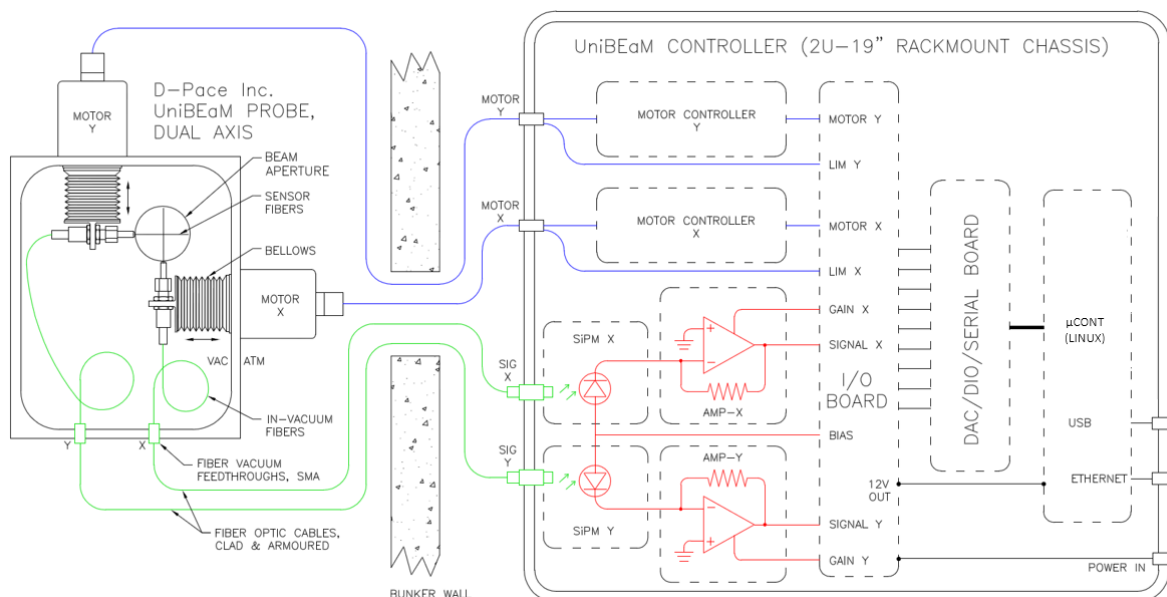 UniBEaM CONTROLLER (2U-19" RACKMOUNT CHASSIS)
D-Pace Inc.
UniBEaM PROBE,
DUAL AXIS
MOTOR
Y
BEAM
APERTURE
SENSOR
FIBERS
BELLOWS
MOTOR
X
VAC
ATM
IN-VACUUM
FIBERS
Y
X
FIBER VACUUM
FEEDTHROUGHS, SMA
FIBER OPTIC CABLES,
CLAD & ARMOURED
BUNKER WALL
MOTOR
Y
MOTOR
X
SIG
X
SIG
Y
MOTOR CONTROLLER
Y
MOTOR CONTROLLER
X
SiPM X
AMP-X
SiPM Y
AMP-Y
MOTOR Y
LIM Y
MOTOR X
LIM X
GAIN X
SIGNAL X
I/O
BOARD
BIAS
12V
OUT
SIGNAL Y
GAIN Y
DAC/DIO/SERIAL BOARD
µCONT
(LINUX)
USB
ETHERNET
POWER IN